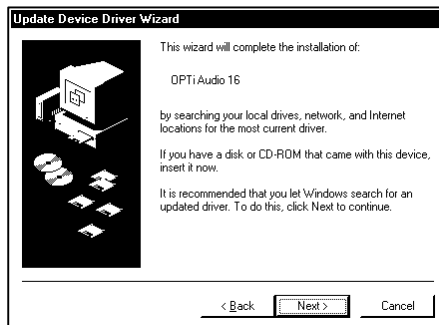 Update Device Driver Wizard
This wizard will complete the installation of:
OPTi Audio 16
by searching your local drives, network, and Internet
locations for the most current driver.
If you have a disk or CD-ROM that came with this device,
insert it now.
It is recommended that you let Windows search for an
updated driver. To do this, click Next to continue.
< Back Next > Cancel